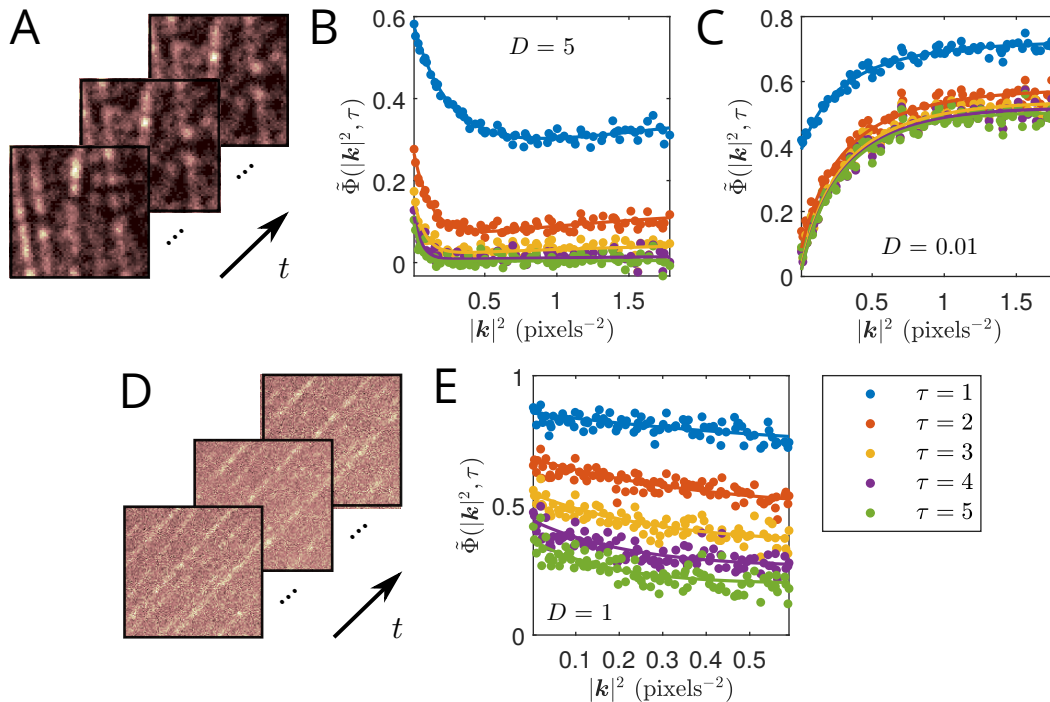 A
t
B
D = 5
Φ̃(|k|², τ)
0.6
0.4
0.2
0
0.5
1
1.5
|k|² (pixels⁻²)
C
D = 0.01
Φ̃(|k|², τ)
0.8
0.6
0.4
0.2
0
0.5
1
1.5
|k|² (pixels⁻²)
D
t
E
D = 1
Φ̃(|k|², τ)
1
0.5
0
0.1
0.2
0.3
0.4
0.5
|k|² (pixels⁻²)
τ = 1
τ = 2
τ = 3
τ = 4
τ = 5